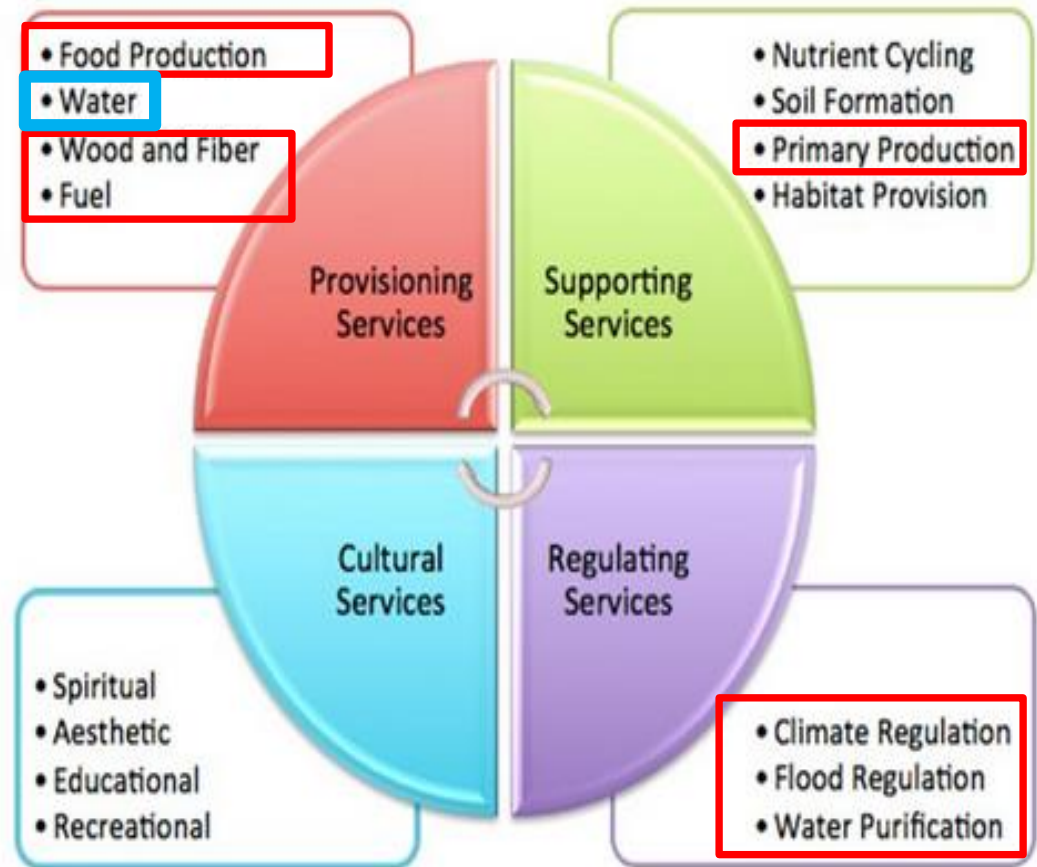 • Food Production
• Water
• Wood and Fiber
• Fuel
• Nutrient Cycling
• Soil Formation
• Primary Production
• Habitat Provision
Provisioning
Services
Supporting
Services
Cultural
Services
Regulating
Services
• Spiritual
• Aesthetic
• Educational
• Recreational
• Climate Regulation
• Flood Regulation
• Water Purification